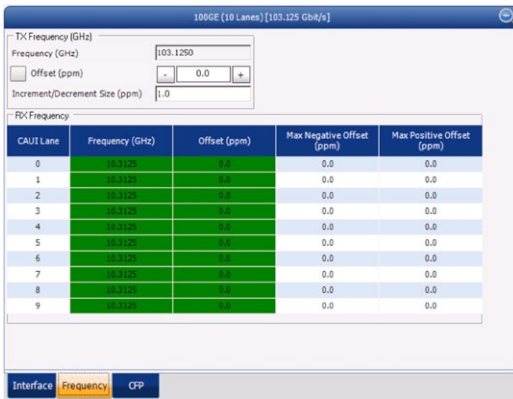 100GE (10 Lanes) [103.125 Gbit/s]
TX Frequency (GHz)
Frequency (GHz) 103.1250
Offset (ppm) - 0.0 +
Increment/Decrement Size (ppm) 1.0
RX Frequency
CAUI Lane Frequency (GHz) Offset (ppm) Max Negative Offset (ppm) Max Positive Offset (ppm)
0 10.3125 0.0 0.0 0.0
1 10.3125 0.0 0.0 0.0
2 10.3125 0.0 0.0 0.0
3 10.3125 0.0 0.0 0.0
4 10.3125 0.0 0.0 0.0
5 10.3125 0.0 0.0 0.0
6 10.3125 0.0 0.0 0.0
7 10.3125 0.0 0.0 0.0
8 10.3125 0.0 0.0 0.0
9 10.3125 0.0 0.0 0.0
Interface Frequency CFP